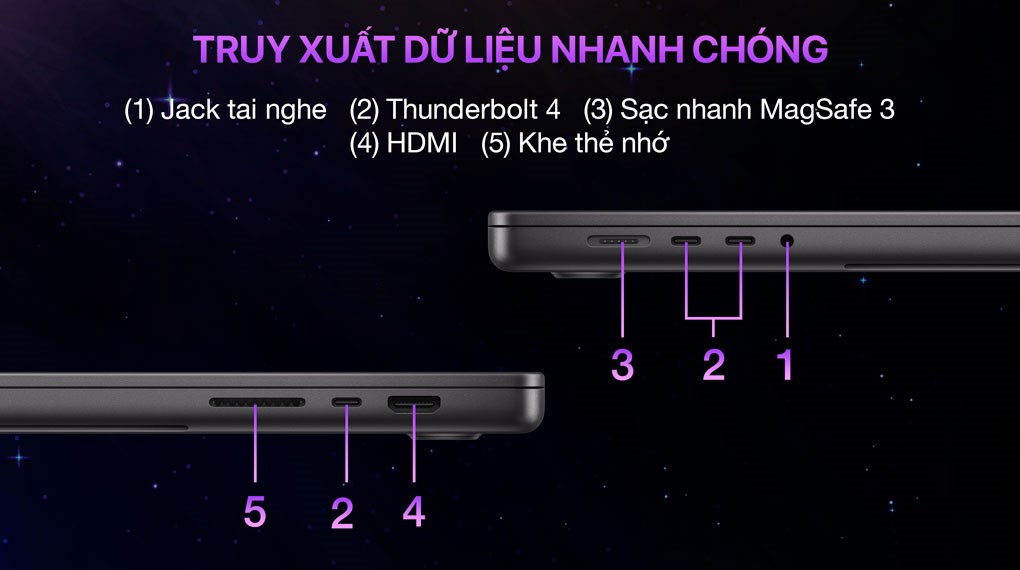 TRUY XUẤT DỮ LIỆU NHANH CHÓNG
(1) Jack tai nghe (2) Thunderbolt 4 (3) Sạc nhanh MagSafe 3
(4) HDMI (5) Khe thẻ nhớ
3 2 1
5 2 4